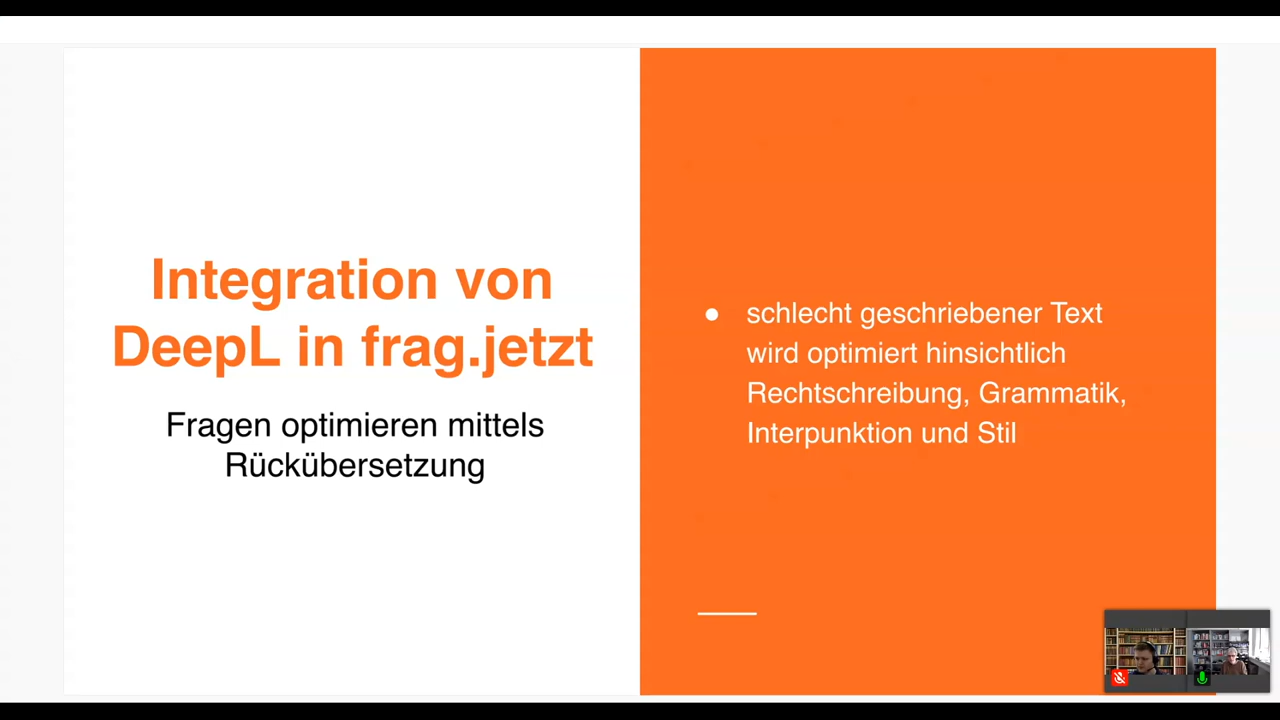 Integration von
DeepL in frag.jetzt
Fragen optimieren mittels
Rückübersetzung
schlecht geschriebener Text
wird optimiert hinsichtlich
Rechtschreibung, Grammatik,
Interpunktion und Stil